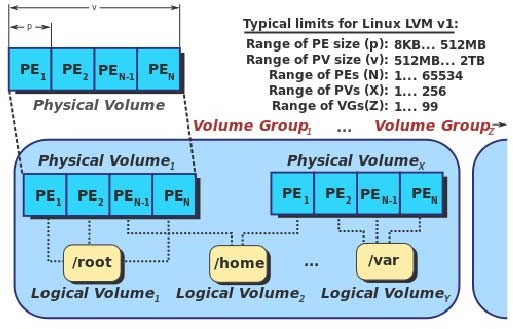 v
p
PE1 PE2 PEN-1 PEN
Physical Volume
Typical limits for Linux LVM v1:
Range of PE size (p): 8KB... 512MB
Range of PV size (v): 512MB... 2TB
Range of PEs (N): 1... 65534
Range of PVs (X): 1... 256
Range of VGs(Z): 1... 99
Volume Group1 ... Volume GroupZ
Physical Volume1 Physical VolumeX
PE1 PE2 PEN-1 PEN PE1 PE2 PEN-1 PEN
/root /home ... /var
Logical Volume1 Logical Volume2 Logical VolumeY